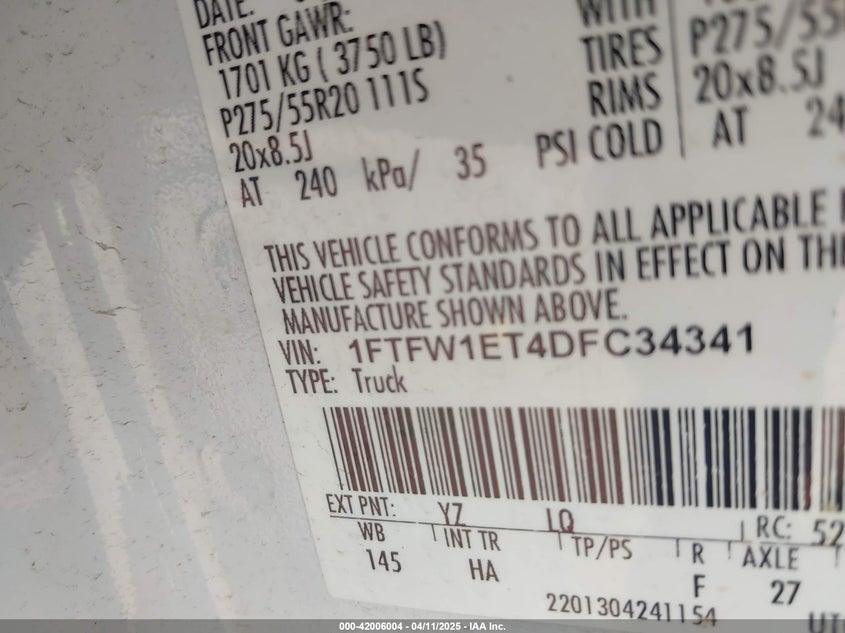 DATE:
FRONT GAWR: WITH
1701 KG ( 3750 LB) TIRES P275/55
P275/55R20 111S RIMS 20x8.5J
20x8.5J
AT 240 kPa/ 35 PSI COLD AT 24
THIS VEHICLE CONFORMS TO ALL APPLICABLE
VEHICLE SAFETY STANDARDS IN EFFECT ON THE
MANUFACTURE SHOWN ABOVE.
VIN: 1FTFW1ET4DFC34341
TYPE: Truck
EXT PNT: YZ LQ RC: 52
WB INT TR TP/PS R AXLE
145 HA F 27
2201304241154
000-42006004 - 04/11/2025 - IAA Inc.